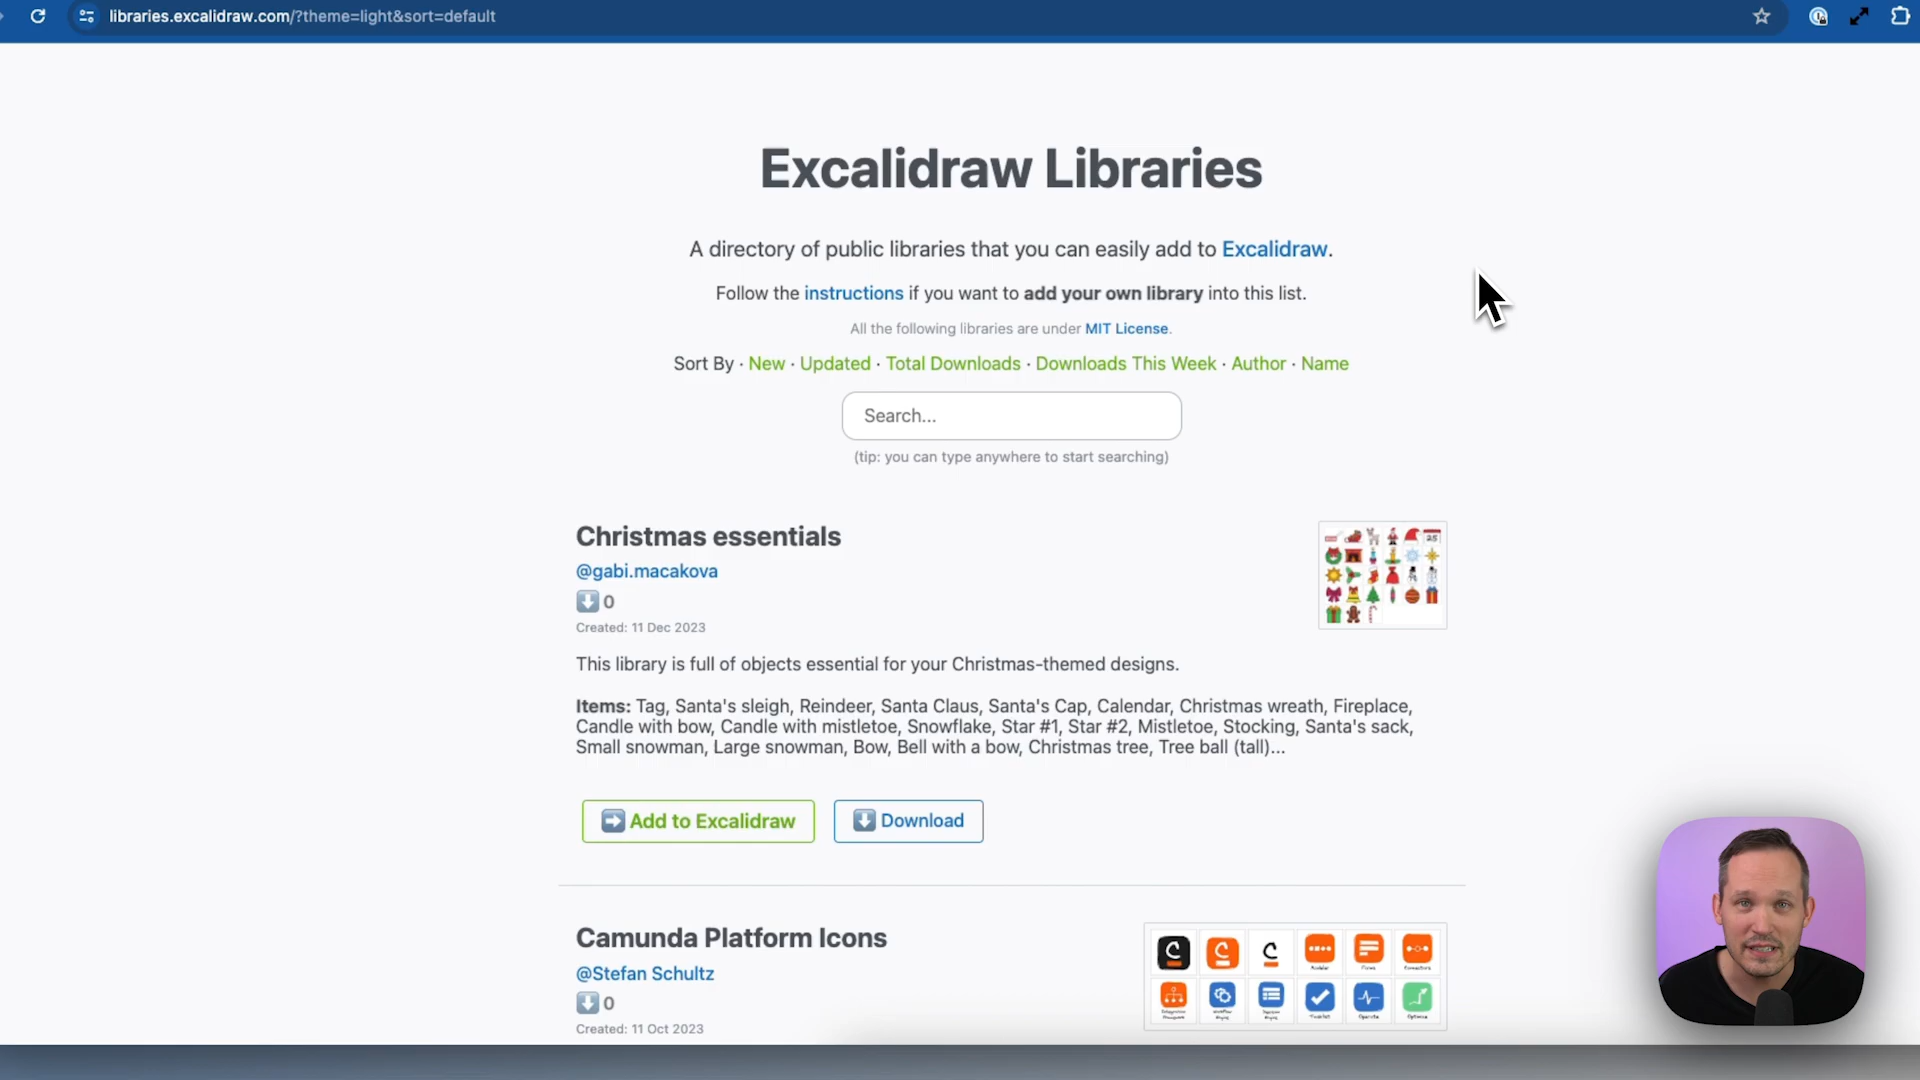 libraries.excalidraw.com/?theme=light&sort=default
Excalidraw Libraries
A directory of public libraries that you can easily add to Excalidraw.
Follow the instructions if you want to add your own library into this list.
All the following libraries are under MIT License.
Sort By · New · Updated · Total Downloads · Downloads This Week · Author · Name
Search...
(tip: you can type anywhere to start searching)
Christmas essentials
@gabi.macakova
0
Created: 11 Dec 2023
25
This library is full of objects essential for your Christmas-themed designs.
Items: Tag, Santa's sleigh, Reindeer, Santa Claus, Santa's Cap, Calendar, Christmas wreath, Fireplace,
Candle with bow, Candle with mistletoe, Snowflake, Star #1, Star #2, Mistletoe, Stocking, Santa's sack,
Small snowman, Large snowman, Bow, Bell with a bow, Christmas tree, Tree ball (tall)...
Add to Excalidraw
Download
Camunda Platform Icons
@Stefan Schultz
0
Created: 11 Oct 2023
C C C